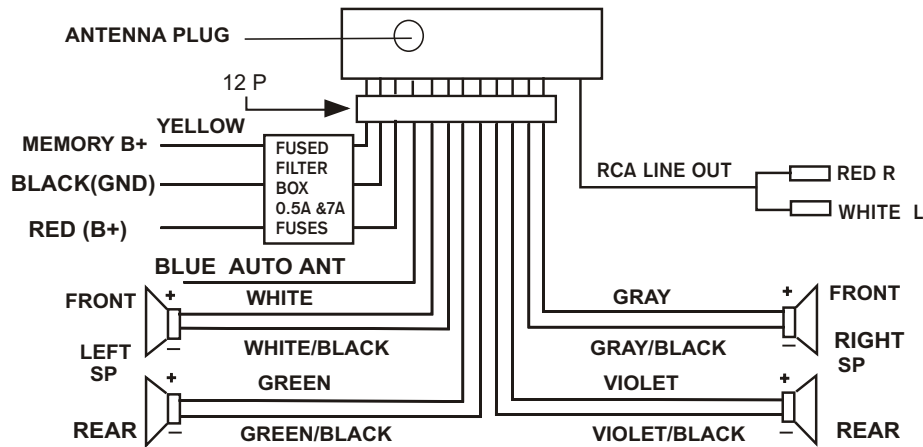 ANTENNA PLUG
12 P
YELLOW
MEMORY B+
BLACK(GND)
RED (B+)
FUSED
FILTER
BOX
0.5A &7A
FUSES
RCA LINE OUT
RED R
WHITE L
BLUE AUTO ANT
FRONT
+
WHITE
–
WHITE/BLACK
LEFT
SP
+
GREEN
REAR
–
GREEN/BLACK
GRAY
+
FRONT
GRAY/BLACK
–
RIGHT
SP
VIOLET
+
VIOLET/BLACK
–
REAR